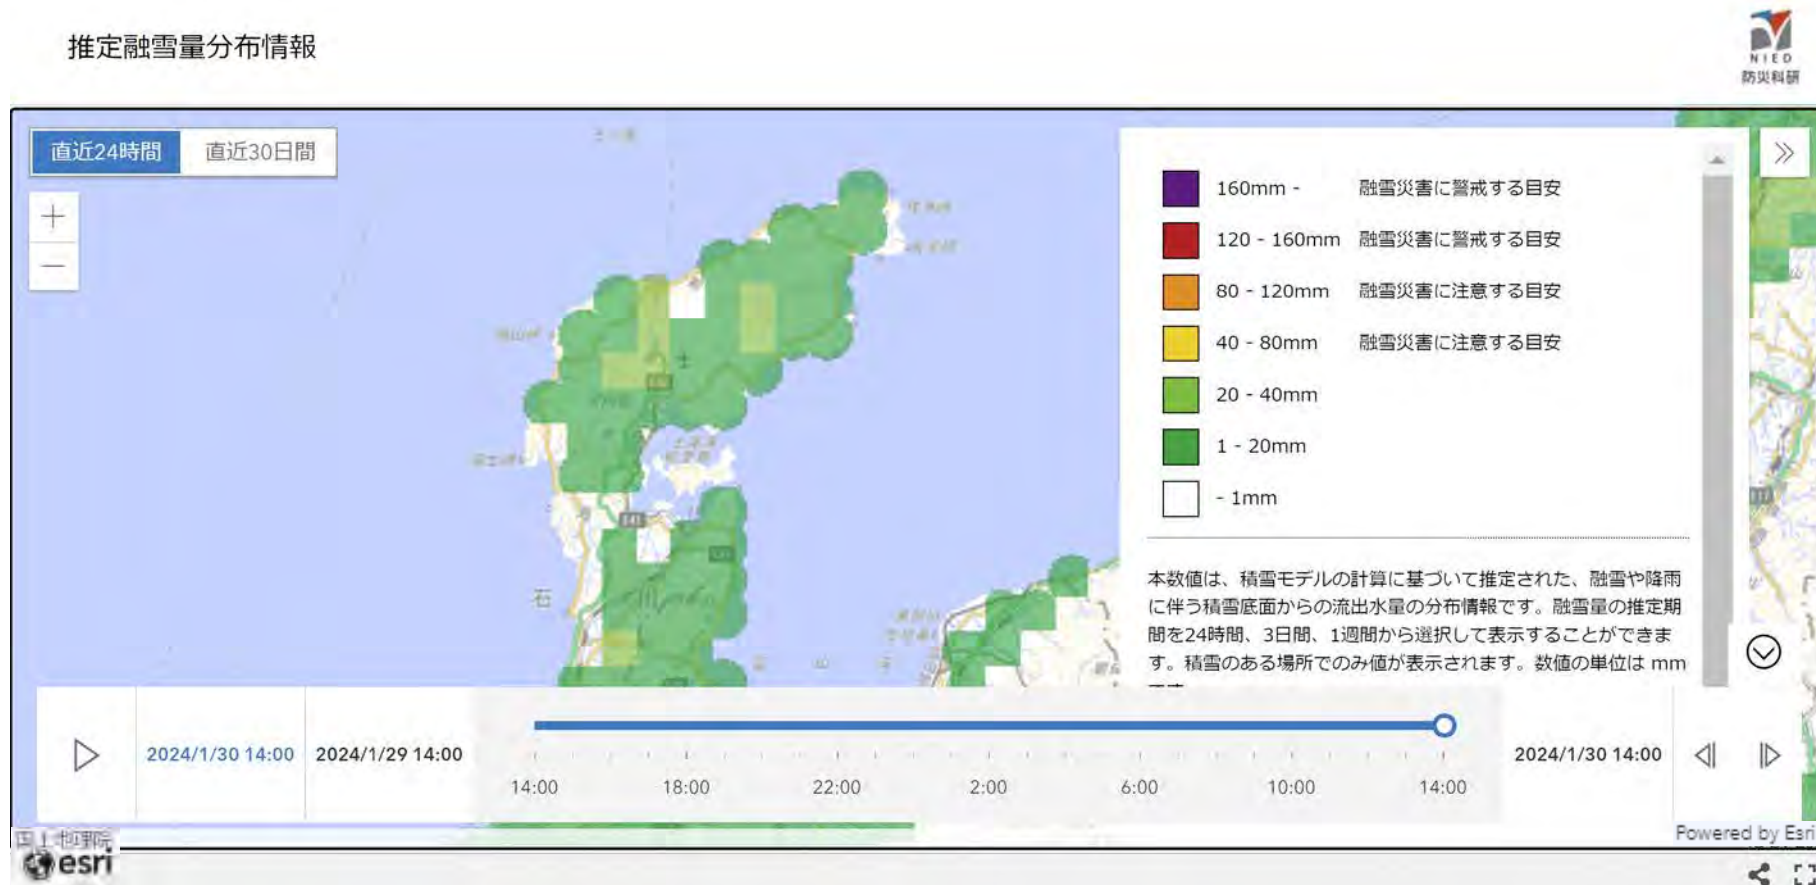 推定融雪量分布情報
NIED
防災科研
直近24時間 直近30日間
160mm - 融雪災害に警戒する目安
120 - 160mm 融雪災害に警戒する目安
80 - 120mm 融雪災害に注意する目安
40 - 80mm 融雪災害に注意する目安
20 - 40mm
1 - 20mm
- 1mm
本数値は、積雪モデルの計算に基づいて推定された、融雪や降雨
に伴う積雪底面からの流出水量の分布情報です。融雪量の推定期
間を24時間、3日間、1週間から選択して表示することができま
す。積雪のある場所でのみ値が表示されます。数値の単位は mm
石
川
2024/1/30 14:00 2024/1/29 14:00
14:00 18:00 22:00 2:00 6:00 10:00 14:00
2024/1/30 14:00
国土地理院
esri
Powered by Esri